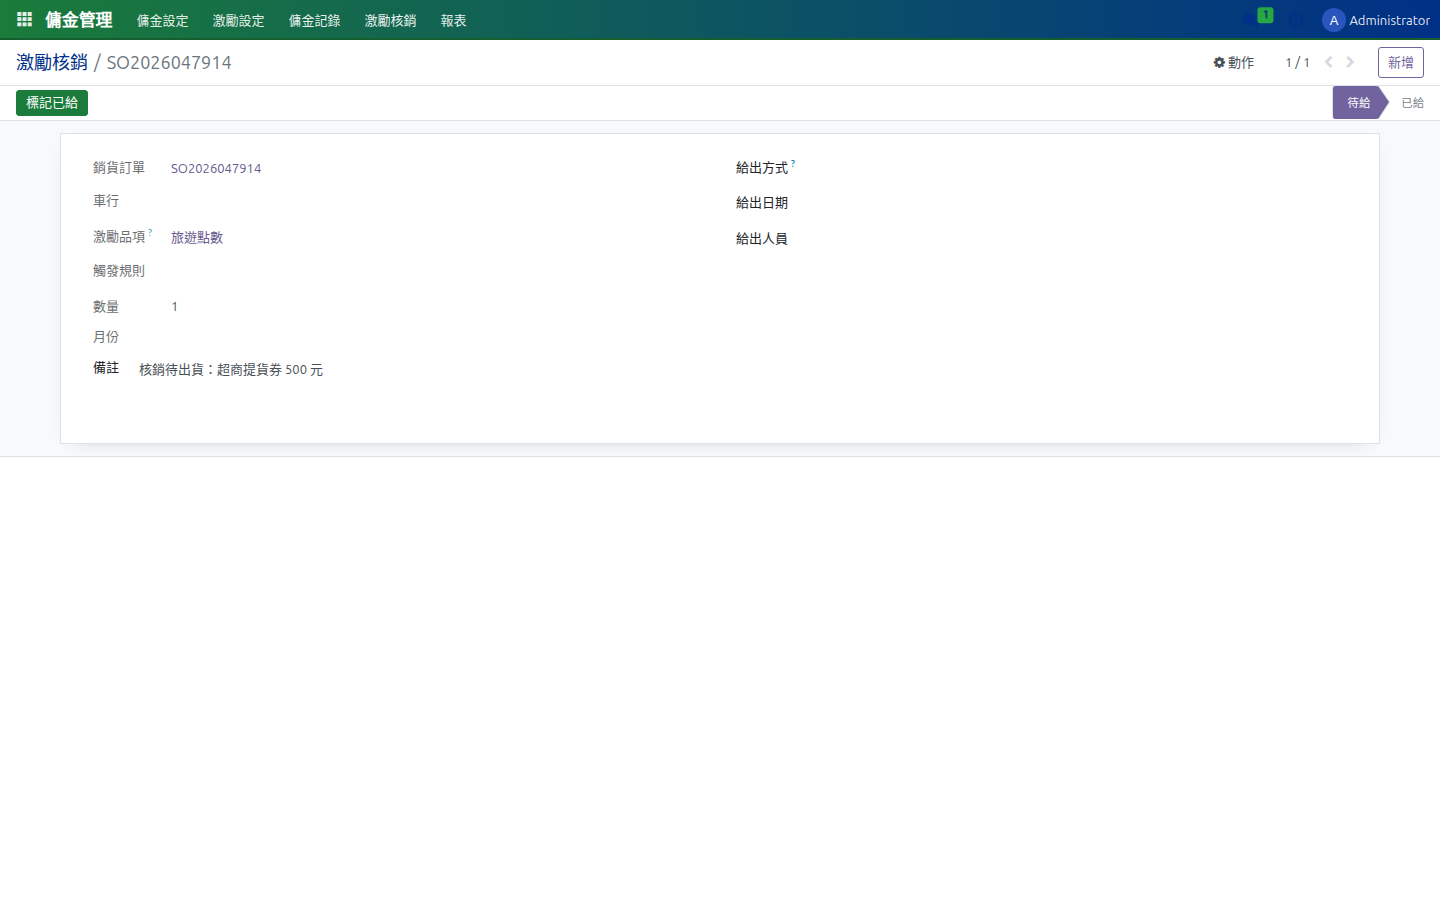 傭金管理 傭金設定 激勵設定 傭金記錄 激勵核銷 報表 1 A Administrator
激勵核銷 / SO2026047914 動作 1 / 1 新增
標記已給 待給 已給
銷貨訂單 SO2026047914 給出方式 ?
車行 給出日期
激勵品項 ? 旅遊點數 給出人員
觸發規則
數量 1
月份
備註 核銷待出貨：超商提貨券 500 元